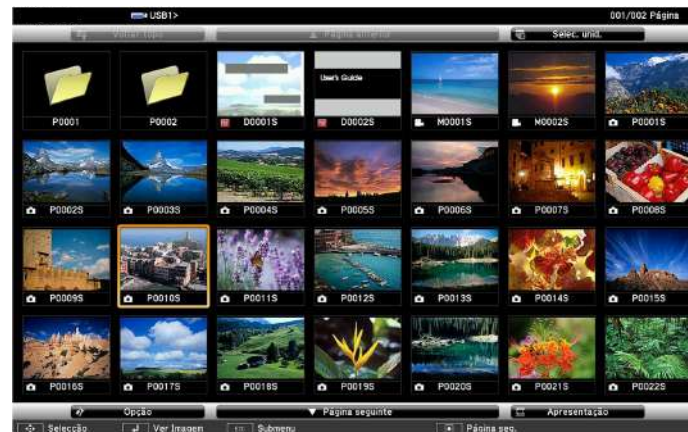 USB1> 001/002 Página
Voltar topo Página anterior Selec. unid.
User's Guide
P0001 P0002 D0001S D0002S M0001S M0002S P0001S
P0002S P0003S P0004S P0005S P0006S P0007S P0008S
P0009S P0010S P0011S P0012S P0013S P0014S P0015S
P0016S P0017S P0018S P0019S P0020S P0021S P0022S
Opção Página seguinte Apresentação
Selecção Ver Imagem Esc Submenu Página seg.